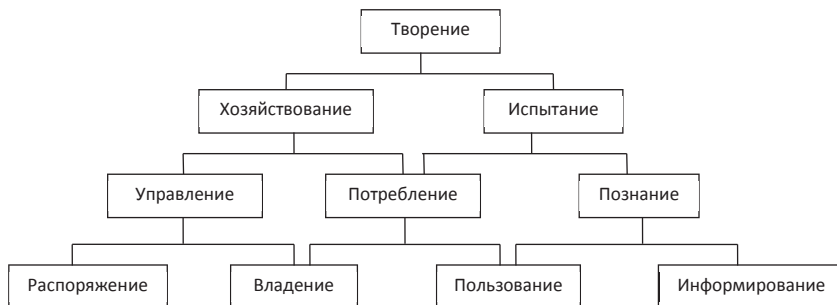 Творение
Хозяйствование
Испытание
Управление
Потребление
Познание
Распоряжение
Владение
Пользование
Информирование